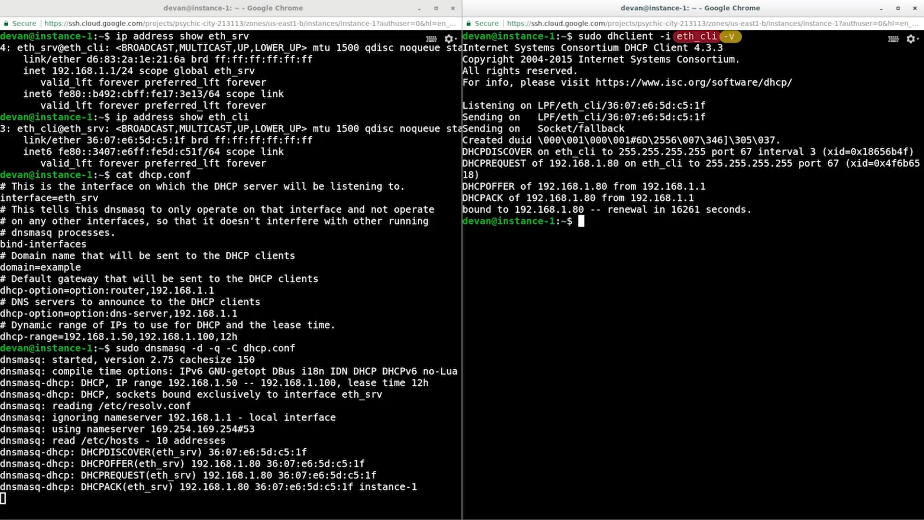 devan@instance-1: ~ - Google Chrome
Secure https://ssh.cloud.google.com/projects/psychic-city-213113/zones/us-east1-b/instances/instance-1?authuser=0&hl=en_...
devan@instance-1:~$ ip address show eth_srv
4: eth_srv@eth_cli: <BROADCAST,MULTICAST,UP,LOWER_UP> mtu 1500 qdisc noqueue sta
link/ether d6:83:2a:1e:21:6a brd ff:ff:ff:ff:ff:ff
inet 192.168.1.1/24 scope global eth_srv
valid_lft forever preferred_lft forever
inet6 fe80::b492:cbff:fe17:3e13/64 scope link
valid_lft forever preferred_lft forever
devan@instance-1:~$ ip address show eth_cli
3: eth_cli@eth_srv: <BROADCAST,MULTICAST,UP,LOWER_UP> mtu 1500 qdisc noqueue sta
link/ether 36:07:e6:5d:c5:1f brd ff:ff:ff:ff:ff:ff
inet6 fe80::3407:e6ff:fe5d:c51f/64 scope link
valid_lft forever preferred_lft forever
devan@instance-1:~$ cat dhcp.conf
# This is the interface on which the DHCP server will be listening to.
interface=eth_srv
# This tells this dnsmasq to only operate on that interface and not operate
# on any other interfaces, so that it doesn't interfere with other running
# dnsmasq processes.
bind-interfaces
# Domain name that will be sent to the DHCP clients
domain=example
# Default gateway that will be sent to the DHCP clients
dhcp-option=option:router,192.168.1.1
# DNS servers to announce to the DHCP clients
dhcp-option=option:dns-server,192.168.1.1
# Dynamic range of IPs to use for DHCP and the lease time.
dhcp-range=192.168.1.50,192.168.1.100,12h
devan@instance-1:~$ sudo dnsmasq -d -q -C dhcp.conf
dnsmasq: started, version 2.75 cachesize 150
dnsmasq: compile time options: IPv6 GNU-getopt DBus i18n IDN DHCP DHCPv6 no-Lua
dnsmasq-dhcp: DHCP, IP range 192.168.1.50 -- 192.168.1.100, lease time 12h
dnsmasq-dhcp: DHCP, sockets bound exclusively to interface eth_srv
dnsmasq: reading /etc/resolv.conf
dnsmasq: ignoring nameserver 192.168.1.1 - local interface
dnsmasq: using nameserver 169.254.169.254#53
dnsmasq: read /etc/hosts - 10 addresses
dnsmasq-dhcp: DHCPDISCOVER(eth_srv) 36:07:e6:5d:c5:1f
dnsmasq-dhcp: DHCPOFFER(eth_srv) 192.168.1.80 36:07:e6:5d:c5:1f
dnsmasq-dhcp: DHCPREQUEST(eth_srv) 192.168.1.80 36:07:e6:5d:c5:1f
dnsmasq-dhcp: DHCPACK(eth_srv) 192.168.1.80 36:07:e6:5d:c5:1f instance-1
devan@instance-1: ~ - Google Chrome
Secure https://ssh.cloud.google.com/projects/psychic-city-213113/zones/us-east1-b/instances/instance-1?authuser=0&hl=en_...
devan@instance-1:~$ sudo dhclient -i eth_cli -v
Internet Systems Consortium DHCP Client 4.3.3
Copyright 2004-2015 Internet Systems Consortium.
All rights reserved.
For info, please visit https://www.isc.org/software/dhcp/
Listening on LPF/eth_cli/36:07:e6:5d:c5:1f
Sending on LPF/eth_cli/36:07:e6:5d:c5:1f
Sending on Socket/fallback
Created duid "\000\001\000\001#6D\2556\007\346]\305\037.
DHCPDISCOVER on eth_cli to 255.255.255.255 port 67 interval 3 (xid=0x18656b4f)
DHCPREQUEST of 192.168.1.80 on eth_cli to 255.255.255.255 port 67 (xid=0x4f6b65
18)
DHCPOFFER of 192.168.1.80 from 192.168.1.1
DHCPACK of 192.168.1.80 from 192.168.1.1
bound to 192.168.1.80 -- renewal in 16261 seconds.
devan@instance-1:~$